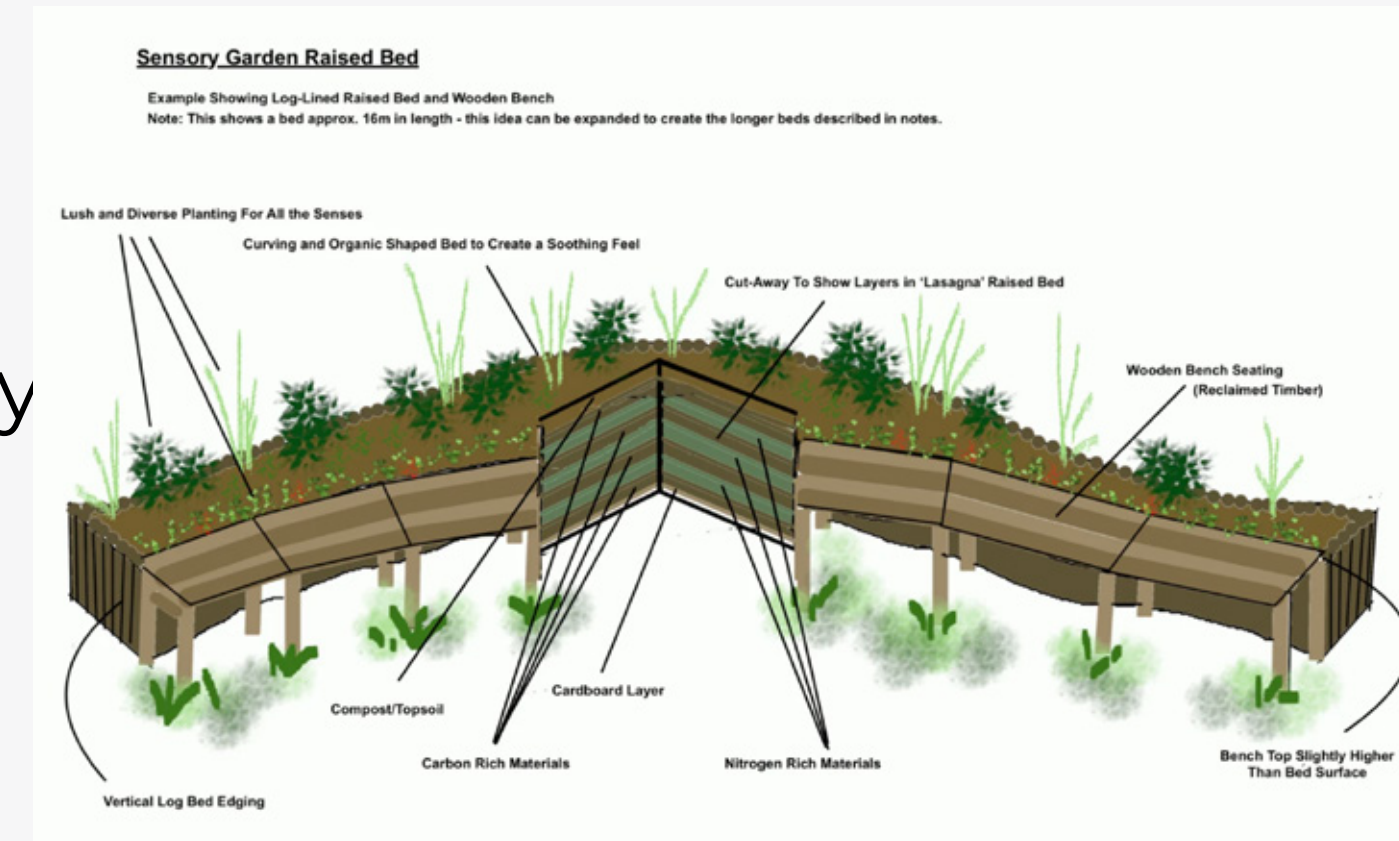 Sensory Garden Raised Bed
Example Showing Log-Lined Raised Bed and Wooden Bench
Note: This shows a bed approx. 16m in length - this idea can be expanded to create the longer beds described in notes.
Lush and Diverse Planting For All the Senses
Curving and Organic Shaped Bed to Create a Soothing Feel
Cut-Away To Show Layers in ‘Lasagna’ Raised Bed
Wooden Bench Seating
(Reclaimed Timber)
y
Cardboard Layer
Compost/Topsoil
Carbon Rich Materials
Nitrogen Rich Materials
Bench Top Slightly Higher
Than Bed Surface
Vertical Log Bed Edging